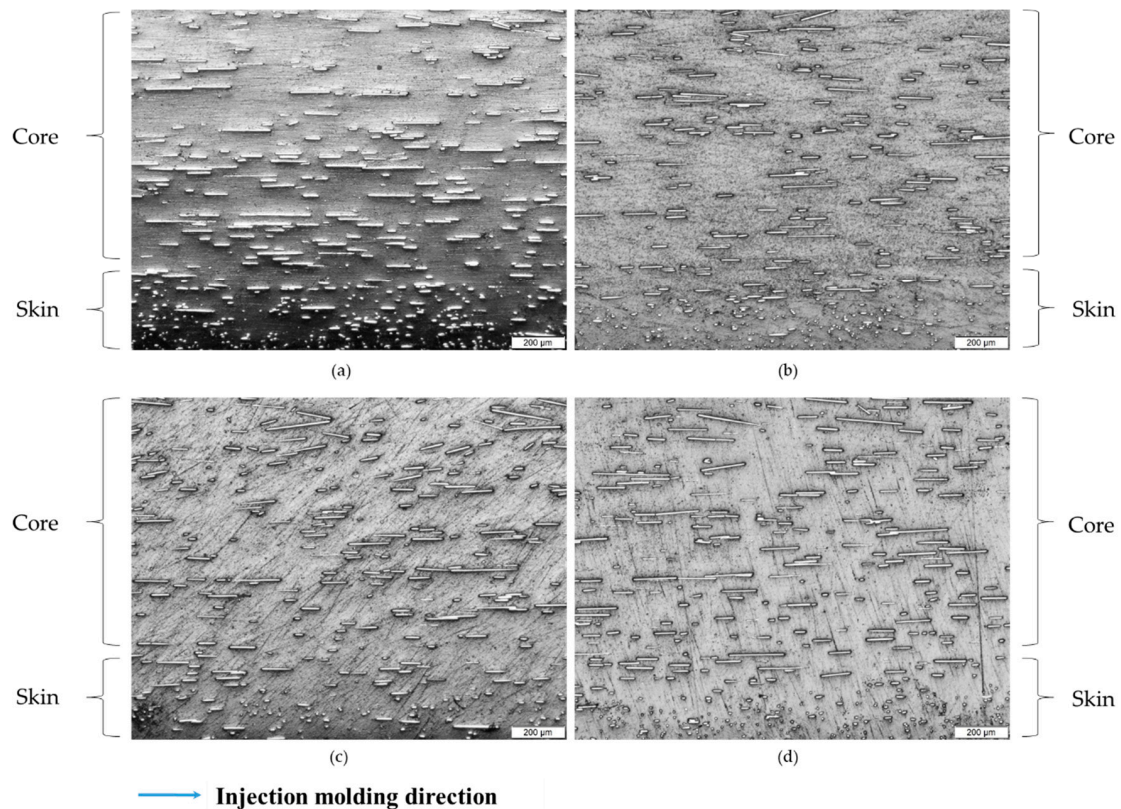 Core
Skin
200 µm
(a)
Core
Skin
200 µm
(b)
Core
Skin
200 µm
(c)
Core
Skin
200 µm
(d)
Injection molding direction